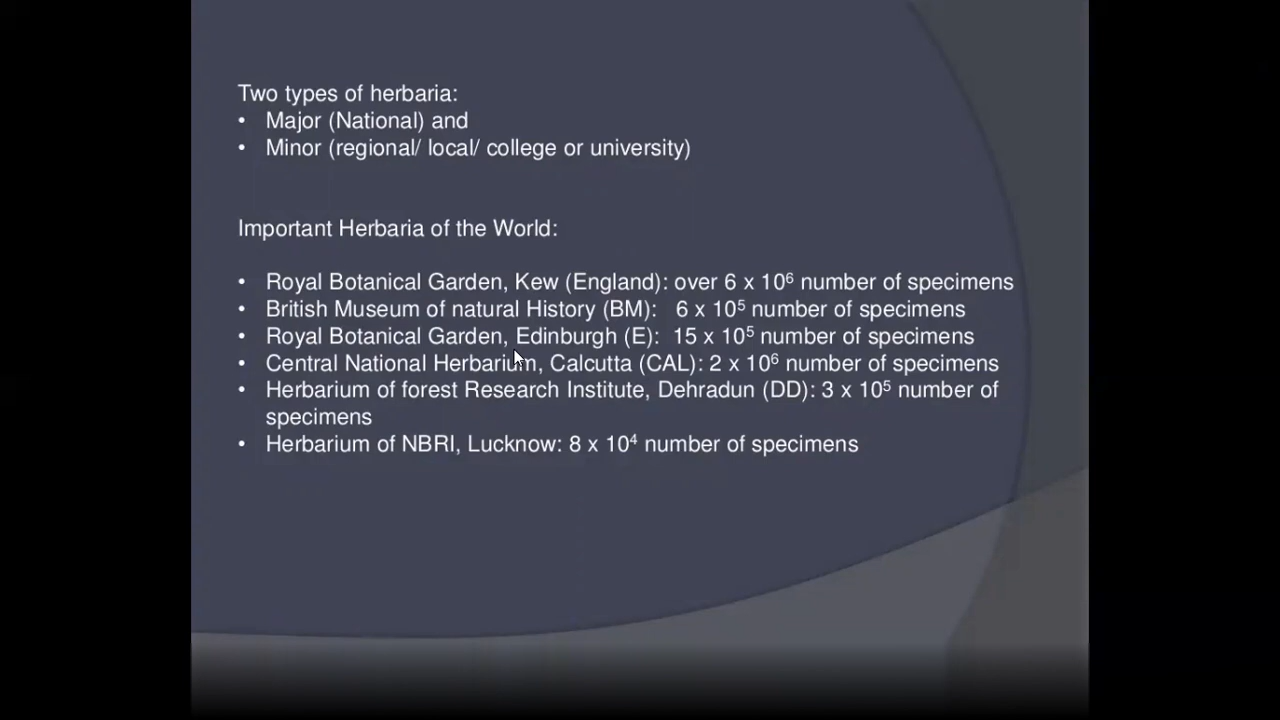 Two types of herbaria:
• Major (National) and
• Minor (regional/ local/ college or university)
Important Herbaria of the World:
• Royal Botanical Garden, Kew (England): over 6 x 10⁶ number of specimens
• British Museum of natural History (BM): 6 x 10⁵ number of specimens
• Royal Botanical Garden, Edinburgh (E): 15 x 10⁵ number of specimens
• Central National Herbarium, Calcutta (CAL): 2 x 10⁶ number of specimens
• Herbarium of forest Research Institute, Dehradun (DD): 3 x 10⁵ number of
specimens
• Herbarium of NBRI, Lucknow: 8 x 10⁴ number of specimens